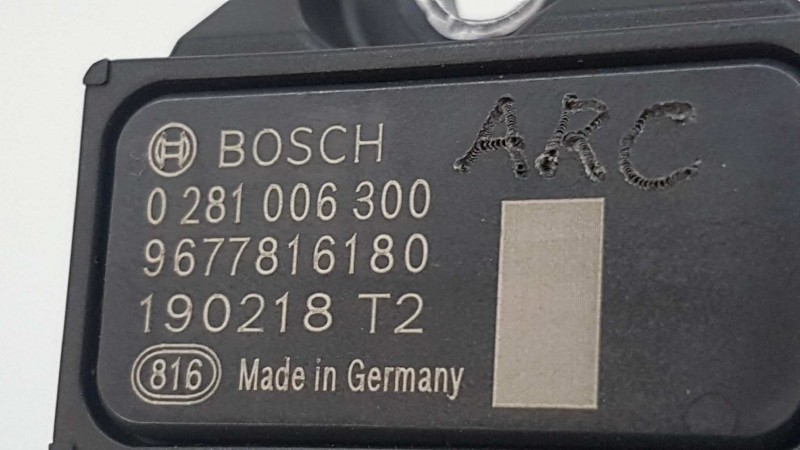 BOSCH
ARC
0 281 006 300
9677816180
190218 T2
816 Made in Germany